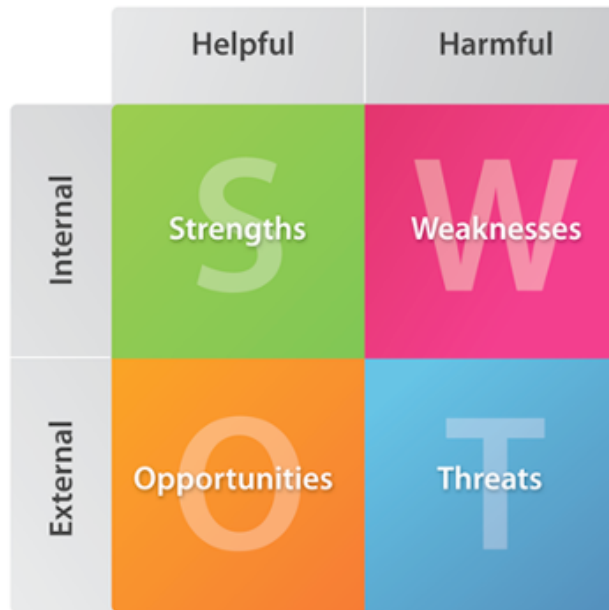 Helpful
Harmful
Internal
S
Strengths
W
Weaknesses
External
O
Opportunities
T
Threats